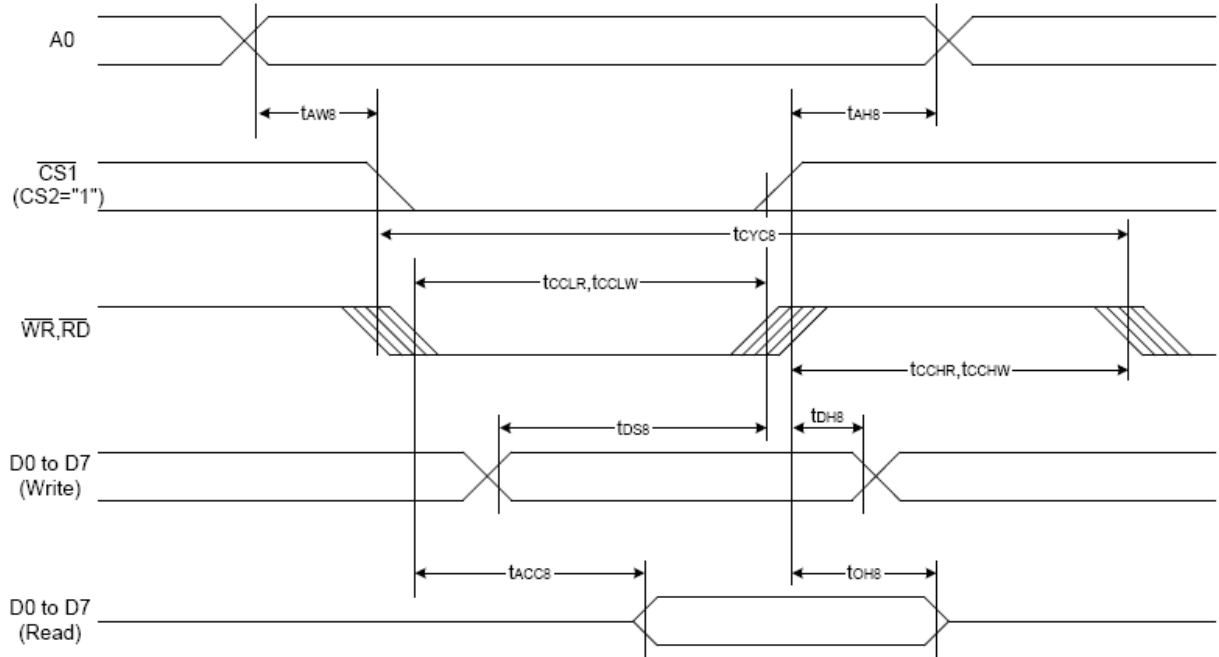 A0
tAW8
tAH8
CS1
(CS2="1")
tCYC8
tCCLR,tCCLW
WR,RD
tCCHR,tCCHW
tDS8
tDH8
D0 to D7
(Write)
tACC8
tOH8
D0 to D7
(Read)